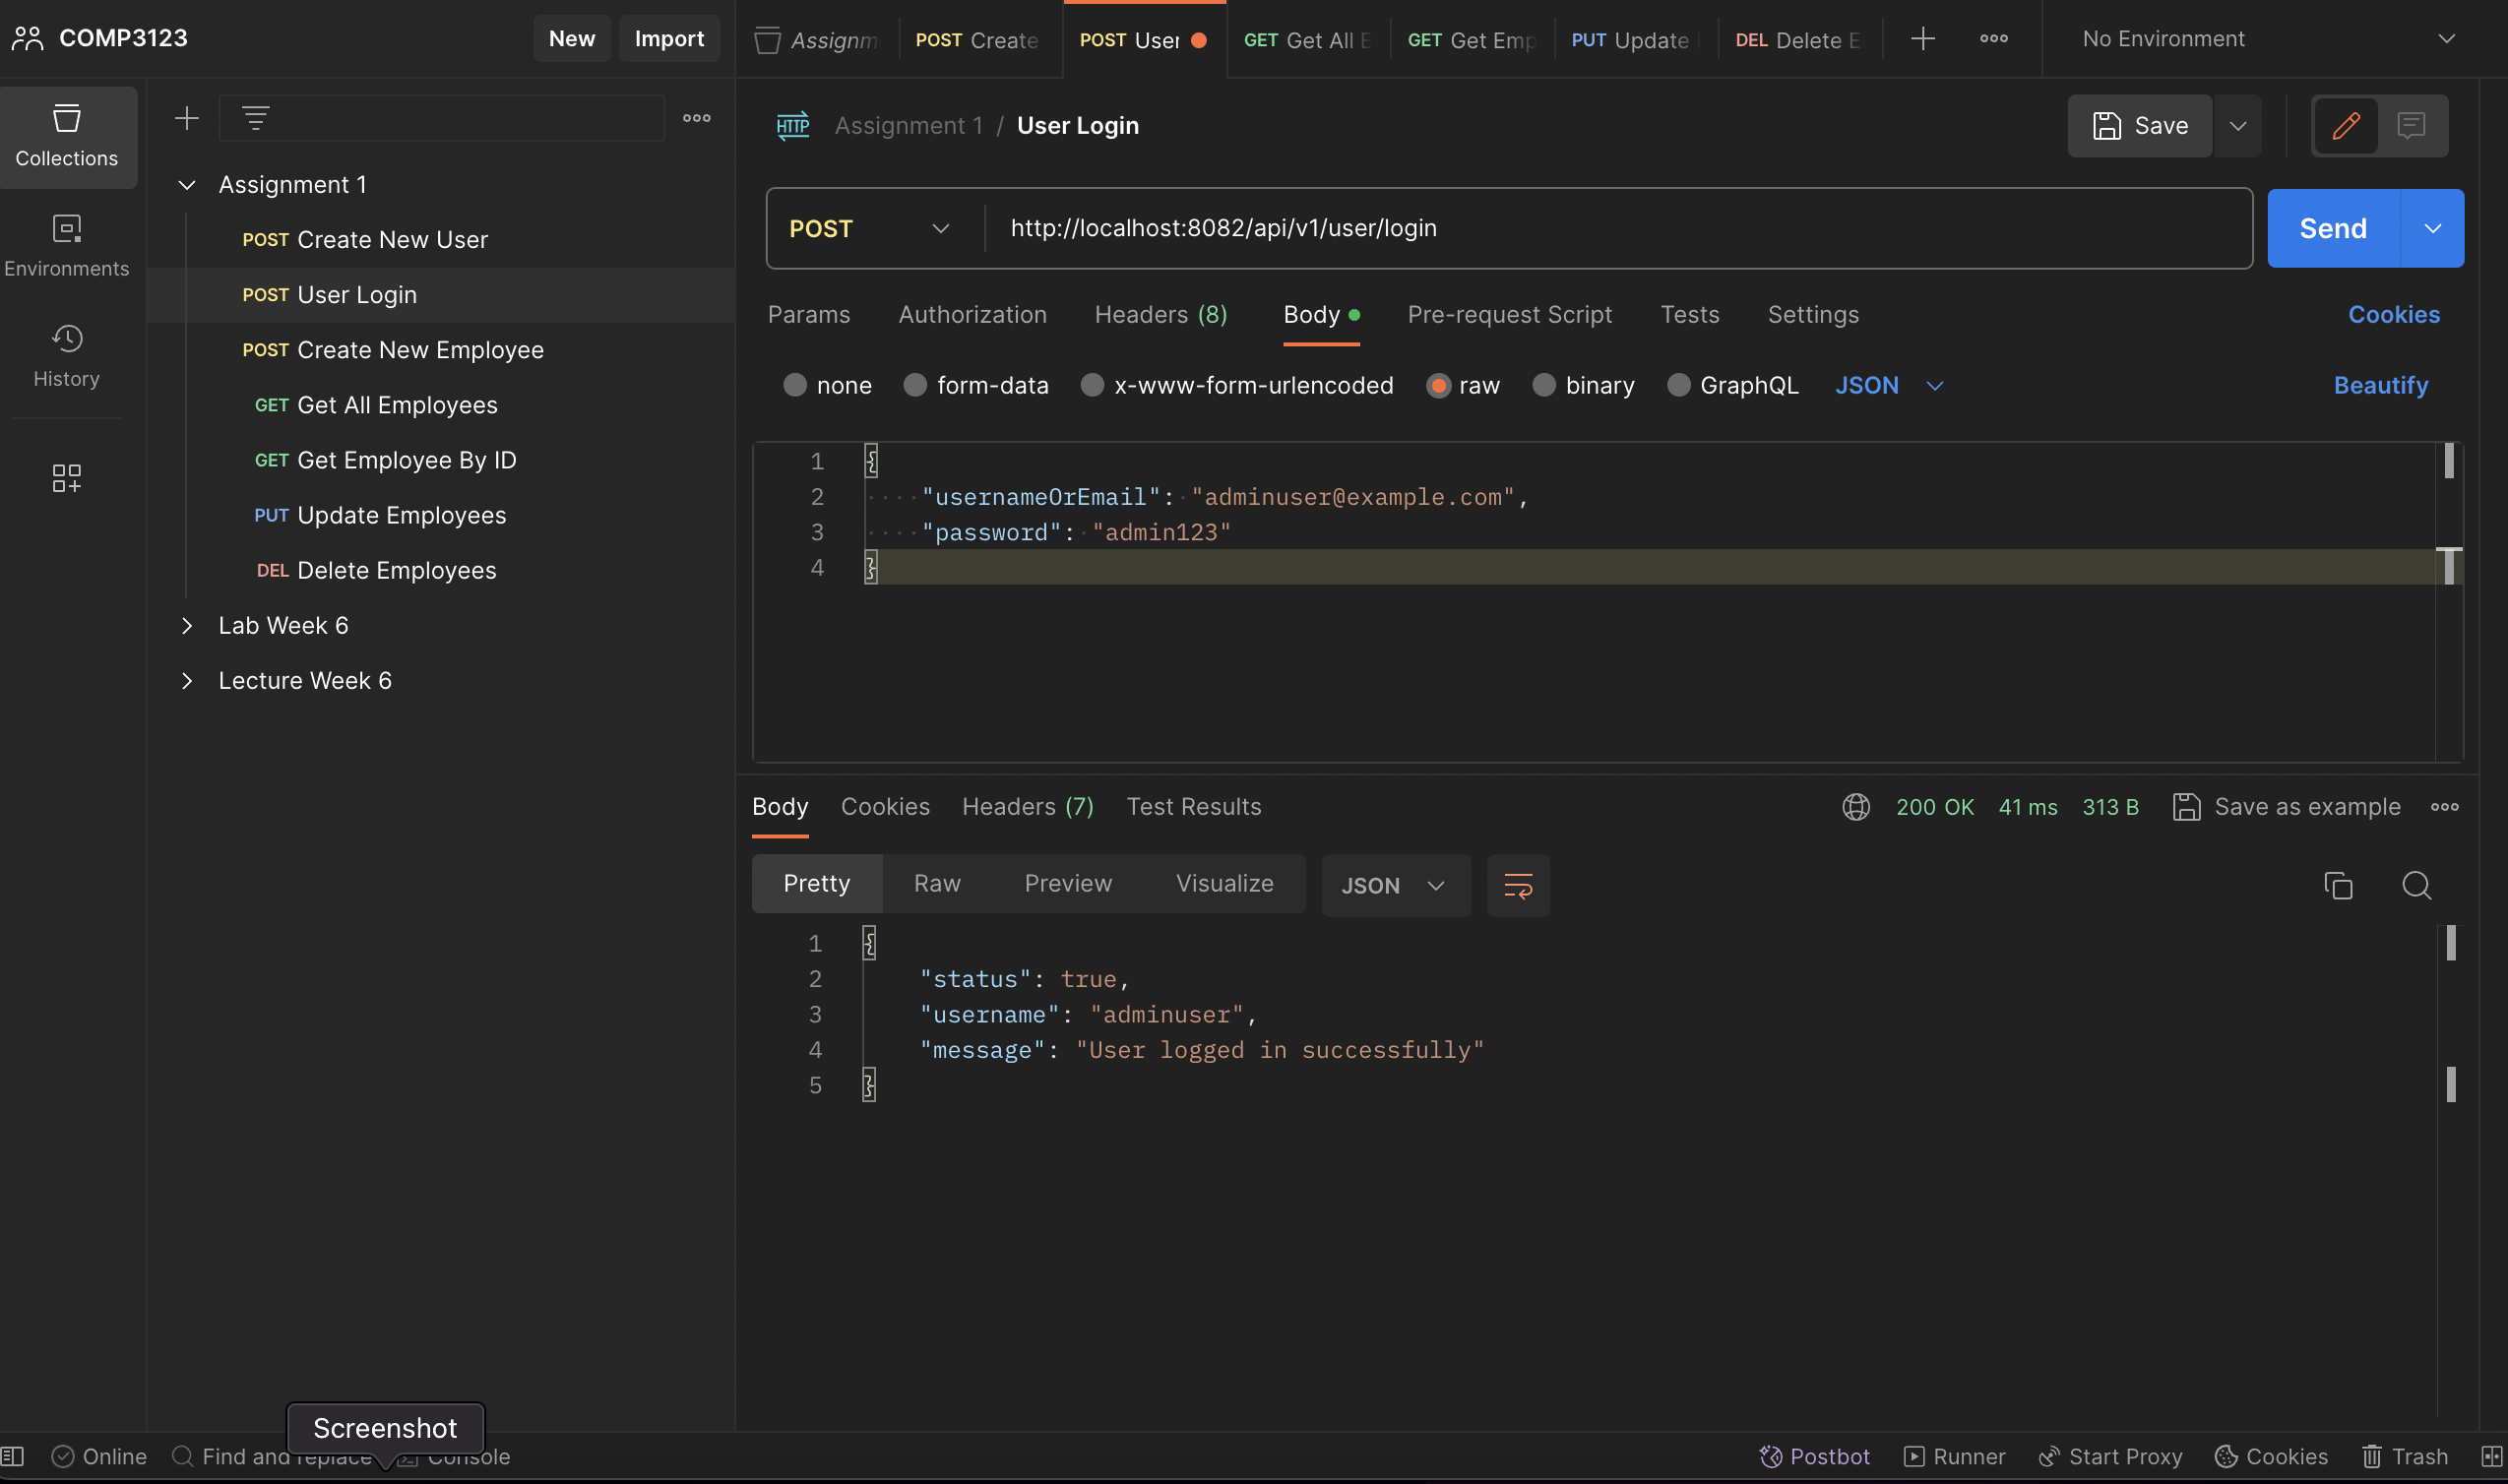 COMP3123
New
Import
Assignm
POST Create
POST User
GET Get All E
GET Get Emp
PUT Update
DEL Delete E
No Environment
Collections
Environments
History
Assignment 1
POST Create New User
POST User Login
POST Create New Employee
GET Get All Employees
GET Get Employee By ID
PUT Update Employees
DEL Delete Employees
Lab Week 6
Lecture Week 6
HTTP
Assignment 1 / User Login
Save
POST
http://localhost:8082/api/v1/user/login
Send
Params
Authorization
Headers (8)
Body
Pre-request Script
Tests
Settings
Cookies
none
form-data
x-www-form-urlencoded
raw
binary
GraphQL
JSON
Beautify
1 {
2 "usernameOrEmail": "adminuser@example.com",
3 "password": "admin123"
4 }
Body
Cookies
Headers (7)
Test Results
200 OK
41 ms
313 B
Save as example
Pretty
Raw
Preview
Visualize
JSON
1 {
2 "status": true,
3 "username": "adminuser",
4 "message": "User logged in successfully"
5 }
Screenshot
Online
Find and replace
Console
Postbot
Runner
Start Proxy
Cookies
Trash